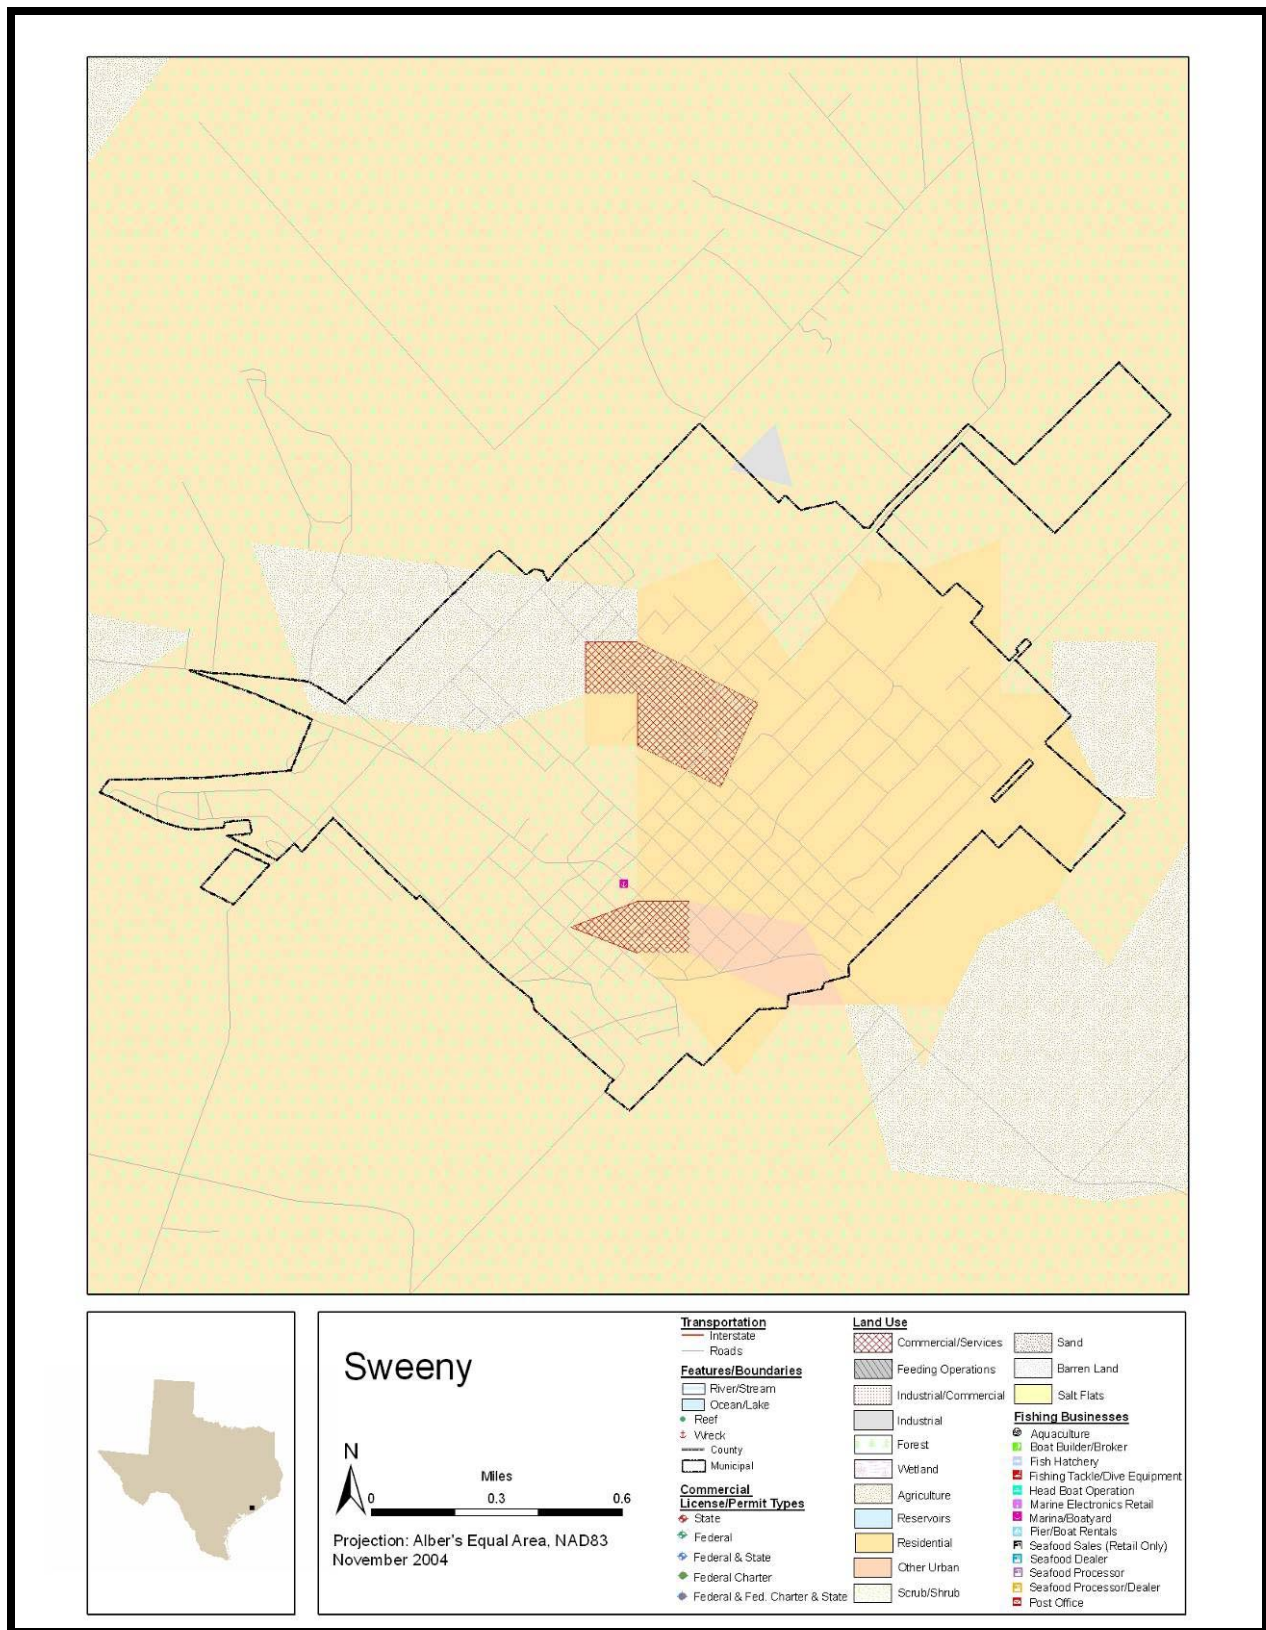 Sweeny
N
Miles
0 0.3 0.6
Projection: Alber's Equal Area, NAD83
November 2004
Transportation
Interstate
Roads
Features/Boundaries
River/Stream
Ocean/Lake
Reef
Wreck
County
Municipal
Commercial
License/Permit Types
State
Federal
Federal & State
Federal Charter
Federal & Fed. Charter & State
Land Use
Commercial/Services
Feeding Operations
Industrial/Commercial
Industrial
Forest
Wetland
Agriculture
Reservoirs
Residential
Other Urban
Scrub/Shrub
Sand
Barren Land
Salt Flats
Fishing Businesses
Aquaculture
Boat Builder/Broker
Fish Hatchery
Fishing Tackle/Dive Equipment
Head Boat Operation
Marine Electronics Retail
Marina/Boatyard
Pier/Boat Rentals
Seafood Sales (Retail Only)
Seafood Dealer
Seafood Processor
Seafood Processor/Dealer
Post Office